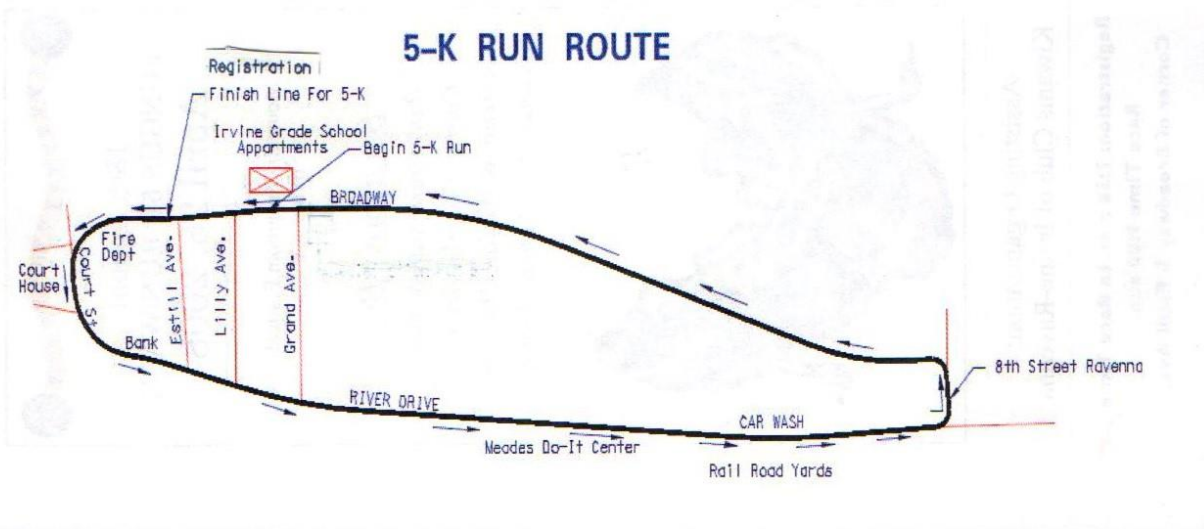 5-K RUN ROUTE
Registration
Finish Line For 5-K
Irvine Grade School
Appartments
Begin 5-K Run
BROADWAY
Fire
Dept
Court
House
Court St
Estill Ave.
Lilly Ave.
Grand Ave.
Bank
8th Street Ravenna
RIVER DRIVE
CAR WASH
Meades Do-It Center
Rail Road Yards